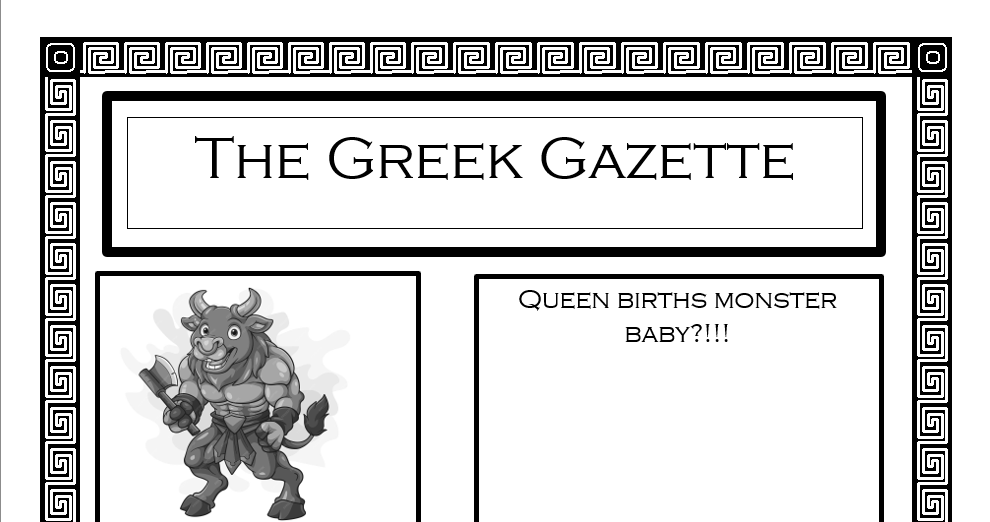 The Greek Gazette
Queen births monster
baby?!!!